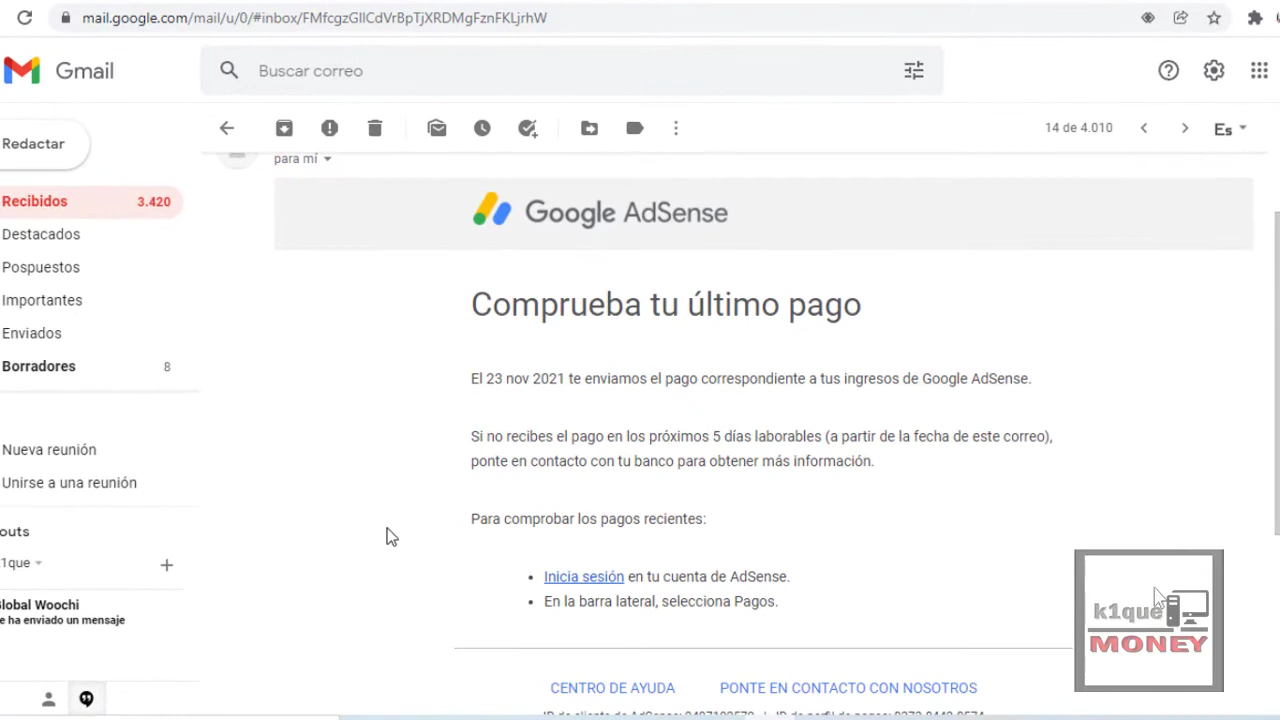 mail.google.com/mail/u/0/#inbox/
Gmail
Buscar correo
Redactar
14 de 4.010
Es
para mí
Recibidos 3.420
Google AdSense
Destacados
Pospuestos
Comprueba tu último pago
Importantes
Enviados
Borradores 8
El 23 nov 2021 te enviamos el pago correspondiente a tus ingresos de Google AdSense.
Si no recibes el pago en los próximos 5 días laborables (a partir de la fecha de este correo),
ponte en contacto con tu banco para obtener más información.
Nueva reunión
Unirse a una reunión
Para comprobar los pagos recientes:
outs
1que
Inicia sesión en tu cuenta de AdSense.
En la barra lateral, selecciona Pagos.
lobal Woochi
e ha enviado un mensaje
k1que
MONEY
CENTRO DE AYUDA PONTE EN CONTACTO CON NOSOTROS